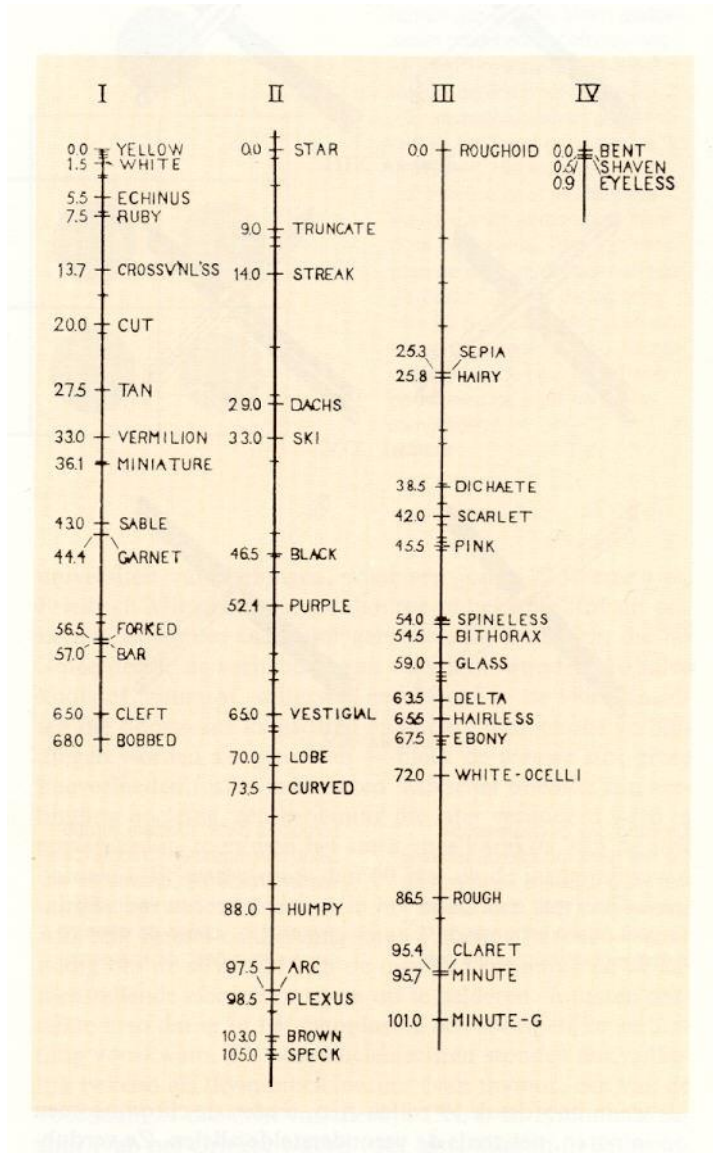 I
0.0 YELLOW
1.5 WHITE
5.5 ECHINUS
7.5 RUBY
13.7 CROSSV'NL'SS
20.0 CUT
27.5 TAN
33.0 VERMILION
36.1 MINIATURE
43.0 SABLE
44.4 GARNET
56.5 FORKED
57.0 BAR
65.0 CLEFT
68.0 BOBBED
II
0.0 STAR
9.0 TRUNCATE
14.0 STREAK
29.0 DACHS
33.0 SKI
46.5 BLACK
52.4 PURPLE
65.0 VESTIGIAL
70.0 LOBE
73.5 CURVED
88.0 HUMPY
97.5 ARC
98.5 PLEXUS
103.0 BROWN
105.0 SPECK
III
0.0 ROUGHOID
25.3 SEPIA
25.8 HAIRY
38.5 DICHAETE
42.0 SCARLET
45.5 PINK
54.0 SPINELESS
54.5 BITHORAX
59.0 GLASS
63.5 DELTA
65.5 HAIRLESS
67.5 EBONY
72.0 WHITE-OCELLI
86.5 ROUGH
95.4 CLARET
95.7 MINUTE
101.0 MINUTE-G
IV
0.0 BENT
0.5 SHAVEN
0.9 EYELESS